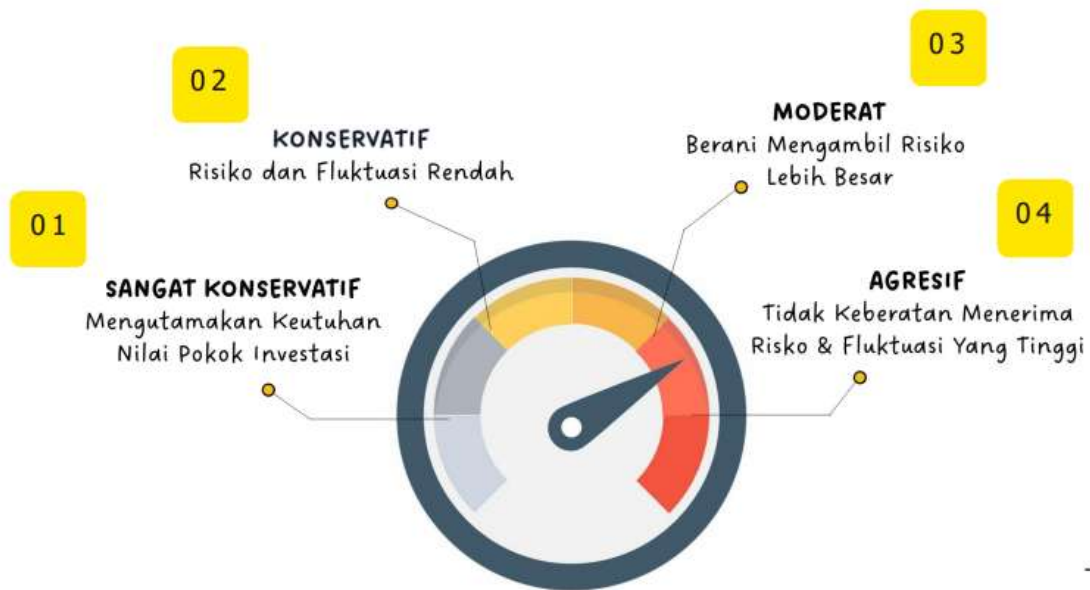 01
SANGAT KONSERVATIF
Mengutamakan Keutuhan
Nilai Pokok Investasi
02
KONSERVATIF
Risiko dan Fluktuasi Rendah
03
MODERAT
Berani Mengambil Risiko
Lebih Besar
04
AGRESIF
Tidak Keberatan Menerima
Risko & Fluktuasi Yang Tinggi